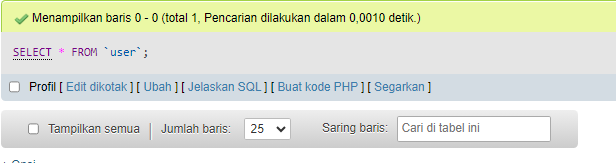 Menampilkan baris 0 - 0 (total 1, Pencarian dilakukan dalam 0,0010 detik.)
SELECT * FROM `user`;
Profil [ Edit dikotak ] [ Ubah ] [ Jelaskan SQL ] [ Buat kode PHP ] [ Segarkan ]
Tampilkan semua | Jumlah baris: 25 Saring baris: Cari di tabel ini